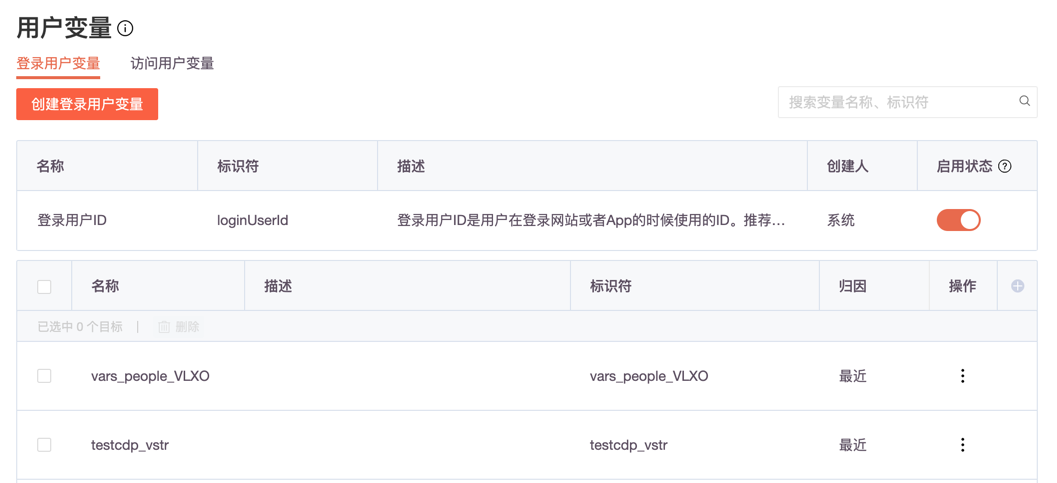 用户变量
登录用户变量 访问用户变量
创建登录用户变量 搜索变量名称、标识符
名称 标识符 描述 创建人 启用状态
登录用户ID loginUserId 登录用户ID是用户在登录网站或者App的时候使用的ID。推荐... 系统
名称 描述 标识符 归因 操作
已选中 0 个目标 | 删除
vars_people_VLXO vars_people_VLXO 最近
testcdp_vstr testcdp_vstr 最近